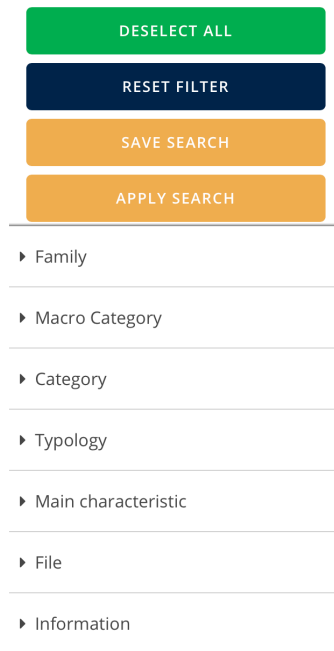 DESELECT ALL
RESET FILTER
SAVE SEARCH
APPLY SEARCH
Family
Macro Category
Category
Typology
Main characteristic
File
Information